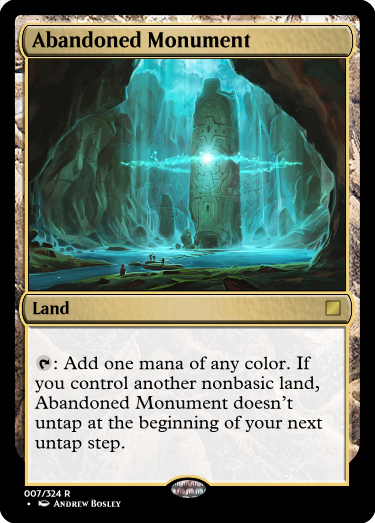 Abandoned Monument
Land
: Add one mana of any color. If
you control another nonbasic land,
Abandoned Monument doesn't
untap at the beginning of your next
untap step.
007/324 R
• Andrew Bosley